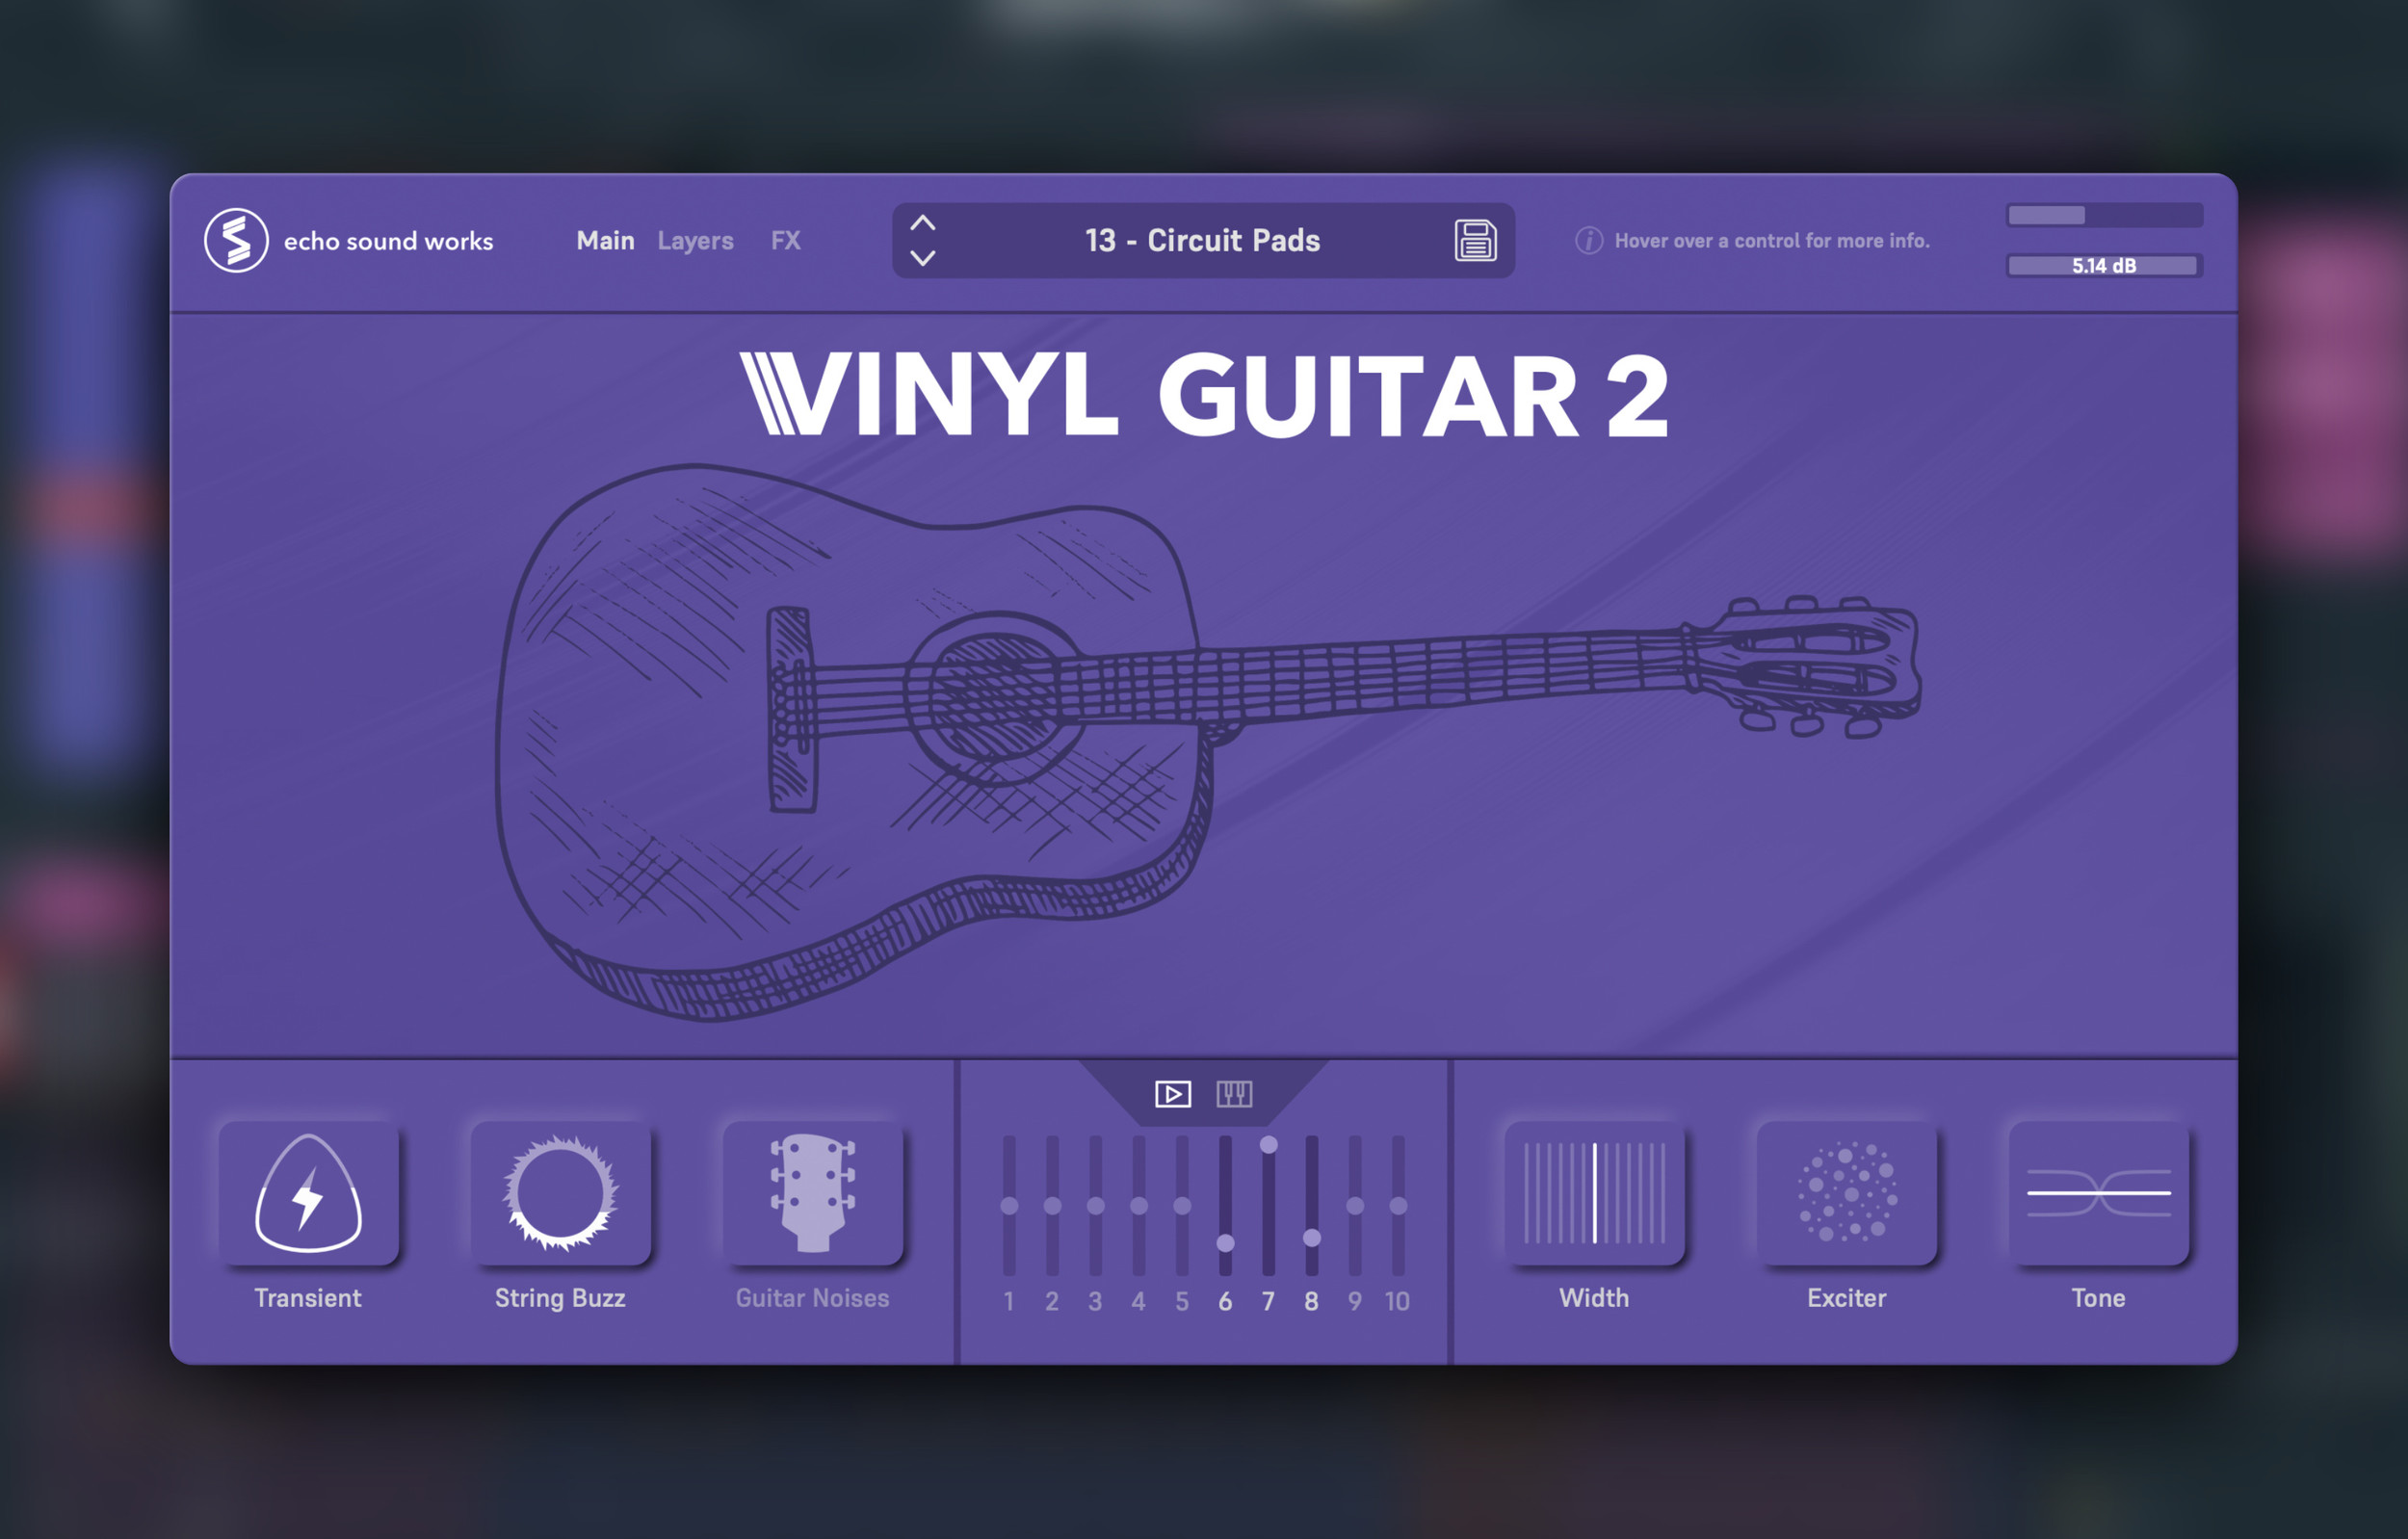 echo sound works
Main Layers FX
13 - Circuit Pads
Hover over a control for more info.
5.14 dB
VINYL GUITAR 2
Transient
String Buzz
Guitar Noises
1 2 3 4 5 6 7 8 9 10
Width
Exciter
Tone